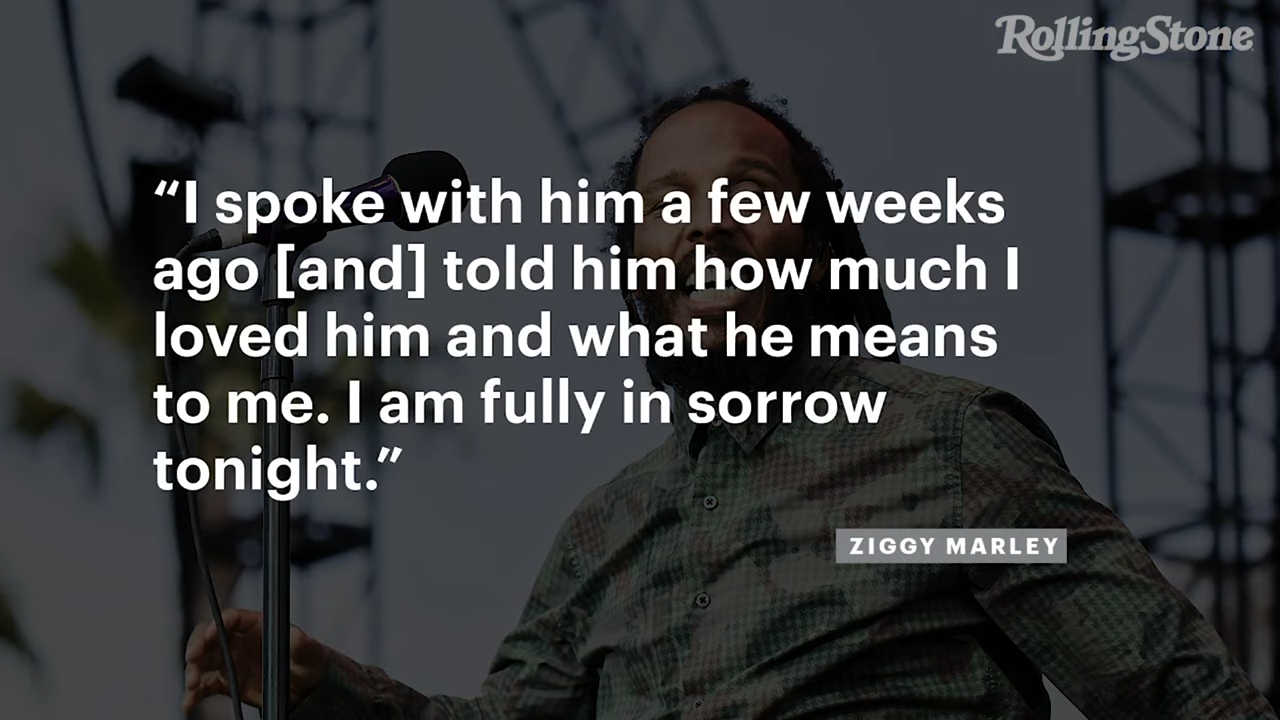 RollingStone
“I spoke with him a few weeks
ago [and] told him how much I
loved him and what he means
to me. I am fully in sorrow
tonight.”
ZIGGY MARLEY